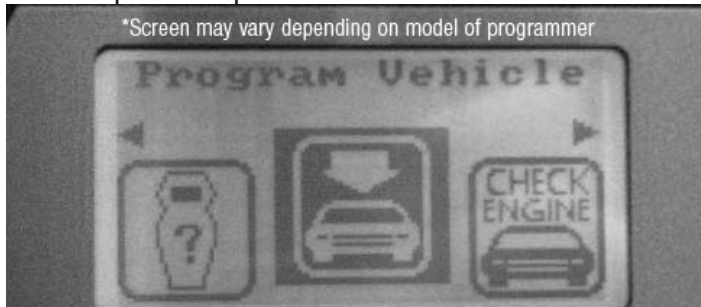 *Screen may vary depending on model of programmer
Program Vehicle
?
CHECK
ENGINE